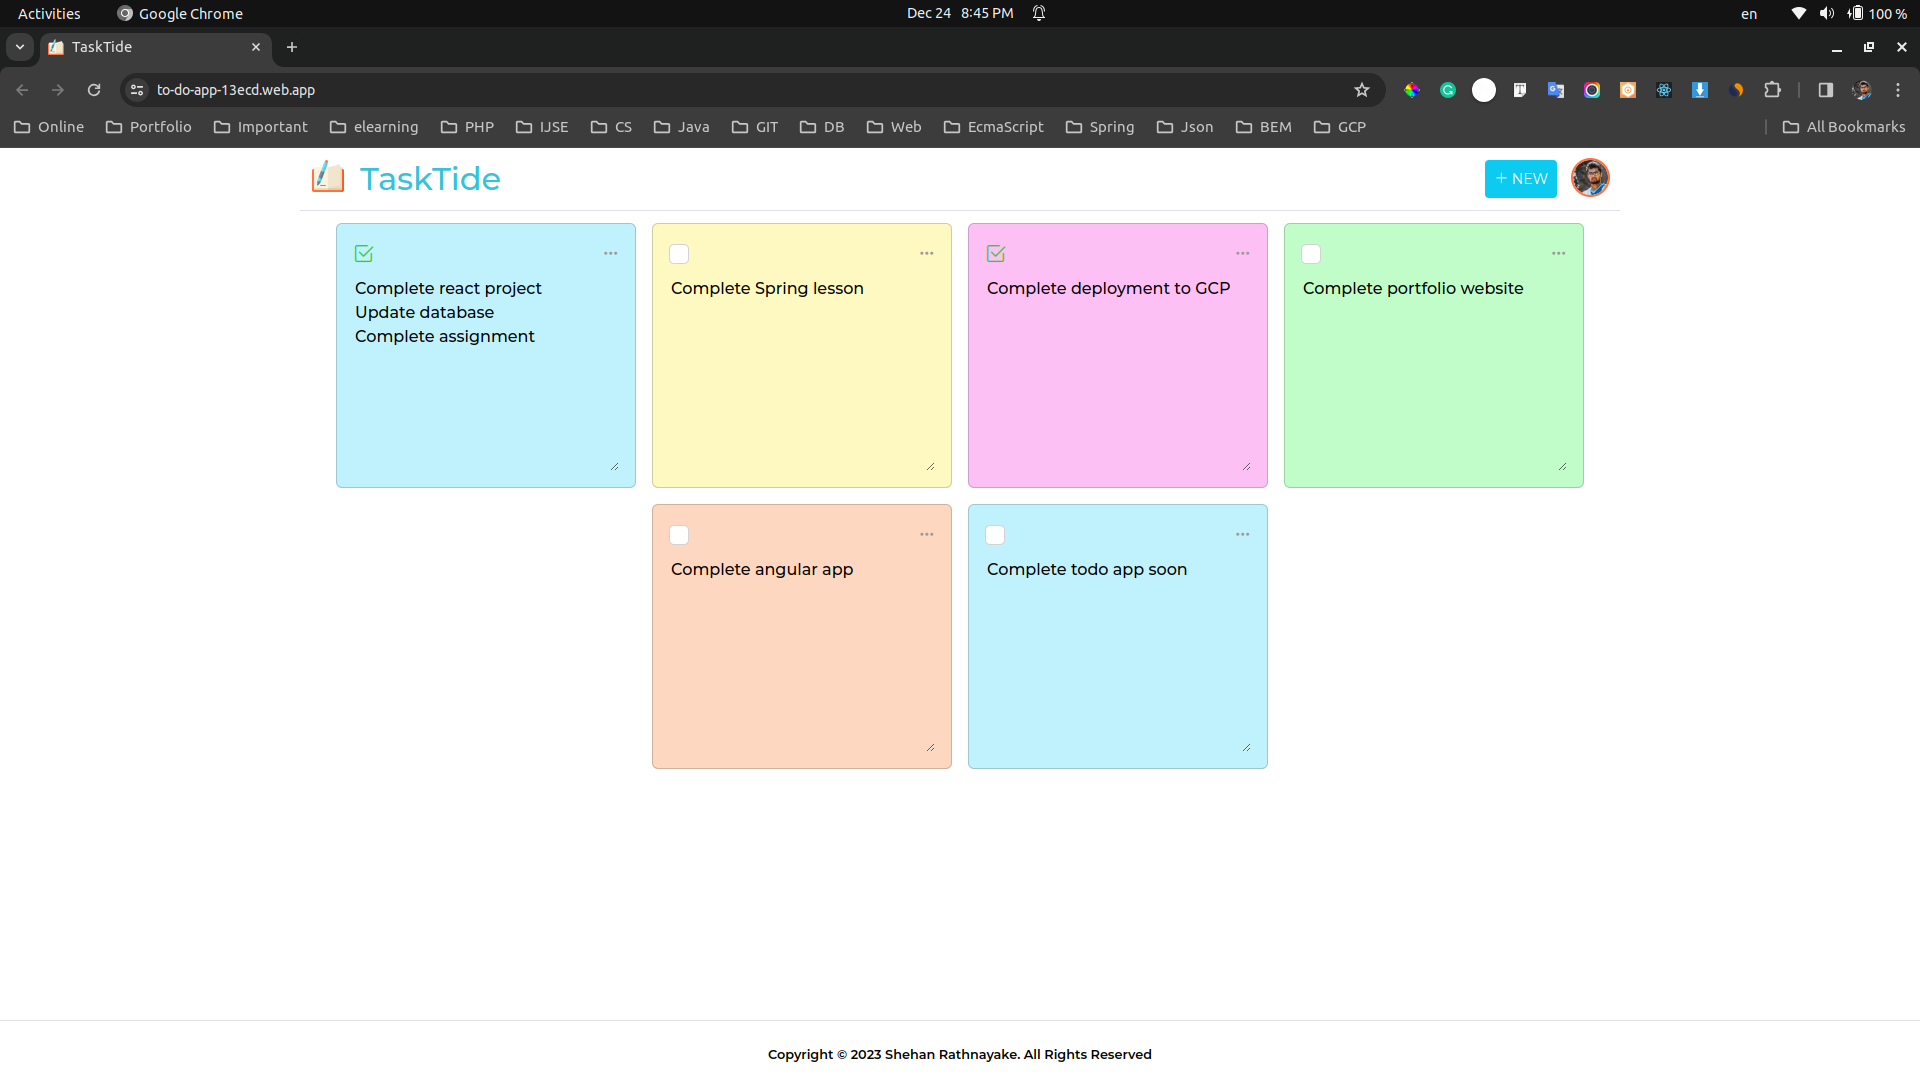 Activities
Google Chrome
Dec 24 8:45 PM
en
100 %
TaskTide
to-do-app-13ecd.web.app
Online
Portfolio
Important
elearning
PHP
IJSE
CS
Java
GIT
DB
Web
EcmaScript
Spring
Json
BEM
GCP
All Bookmarks
TaskTide
+ NEW
Complete react project
Update database
Complete assignment
Complete Spring lesson
Complete deployment to GCP
Complete portfolio website
Complete angular app
Complete todo app soon
Copyright © 2023 Shehan Rathnayake. All Rights Reserved